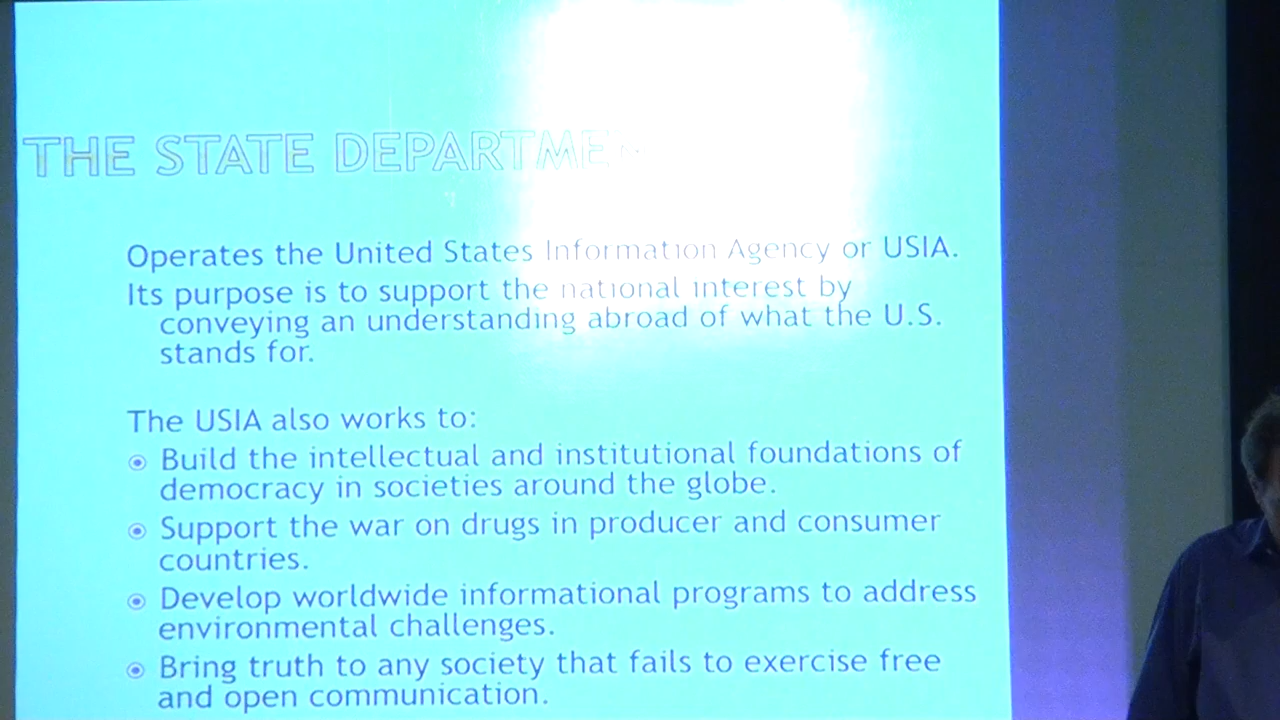 THE STATE DEPARTME
Operates the United States Information Agency or USIA.
Its purpose is to support the national interest by
conveying an understanding abroad of what the U.S.
stands for.
The USIA also works to:
Build the intellectual and institutional foundations of
democracy in societies around the globe.
Support the war on drugs in producer and consumer
countries.
Develop worldwide informational programs to address
environmental challenges.
Bring truth to any society that fails to exercise free
and open communication.